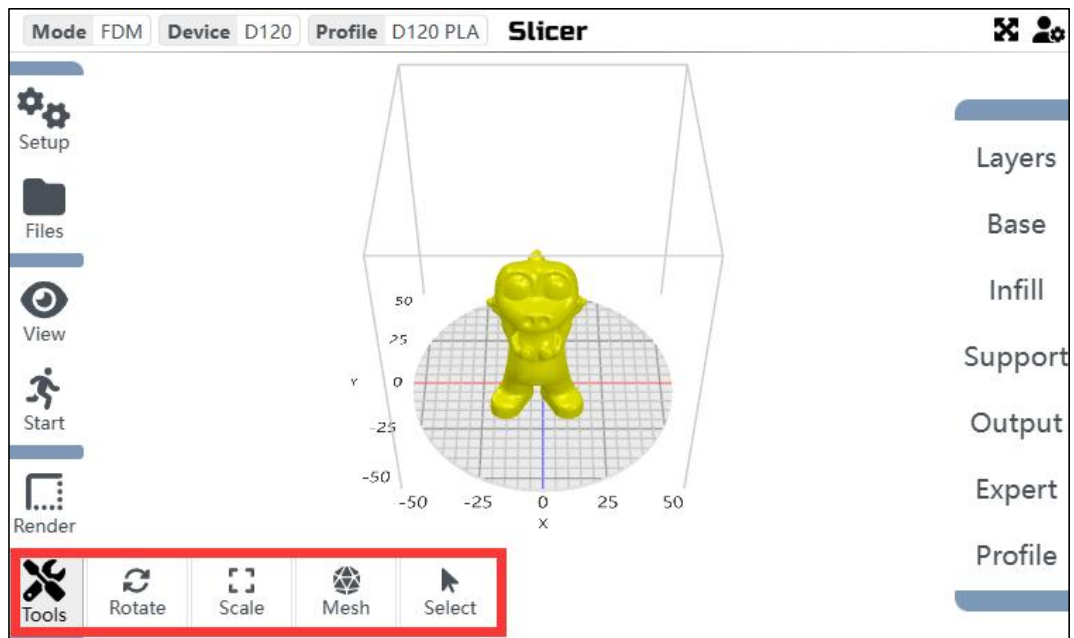 Mode FDM Device D120 Profile D120 PLA Slicer
Setup
Files
View
Start
Render
Tools Rotate Scale Mesh Select
50
25
Y 0
-25
-50
-50 -25 0 25 50
X
Layers
Base
Infill
Support
Output
Expert
Profile